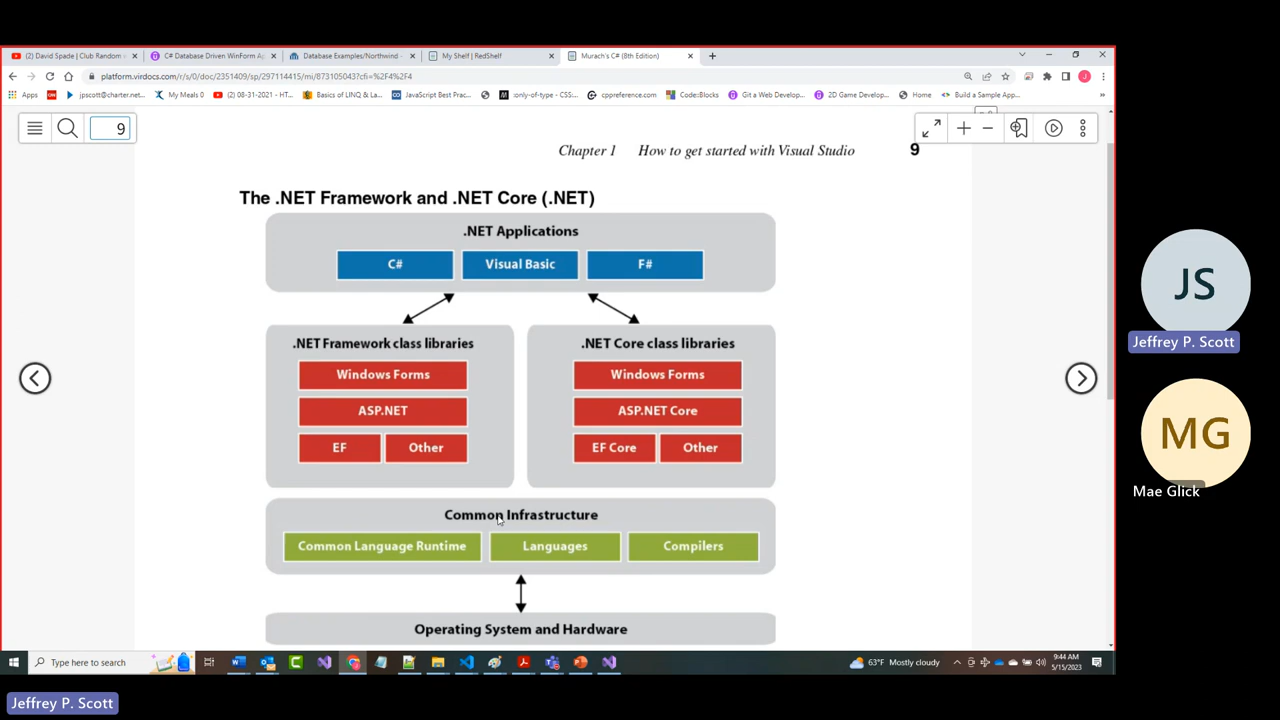 (2) David Spade | Club Random
C# Database Driven WinForm Ap
Database Examples/Northwind -
My Shelf | RedShelf
Murach's C# (8th Edition)
platform.virdocs.com/r/s/0/doc/2351409/sp/297114415/mi/873105043?cfi=%2F4%2F4
Apps
jpscott@charter.net...
My Meals 0
(2) 08-31-2021 - HT...
Basics of LINQ & La...
JavaScript Best Prac...
:only-of-type - CSS:...
cppreference.com
Code::Blocks
Git a Web Develop...
2D Game Develop...
Home
Build a Sample App...
9
Chapter 1 How to get started with Visual Studio 9
The .NET Framework and .NET Core (.NET)
.NET Applications
C# Visual Basic F#
.NET Framework class libraries .NET Core class libraries
Windows Forms Windows Forms
ASP.NET ASP.NET Core
EF Other EF Core Other
Common Infrastructure
Common Language Runtime Languages Compilers
Operating System and Hardware
JS
Jeffrey P. Scott
MG
Mae Glick
Type here to search
63°F Mostly cloudy
9:44 AM
5/15/2023
Jeffrey P. Scott